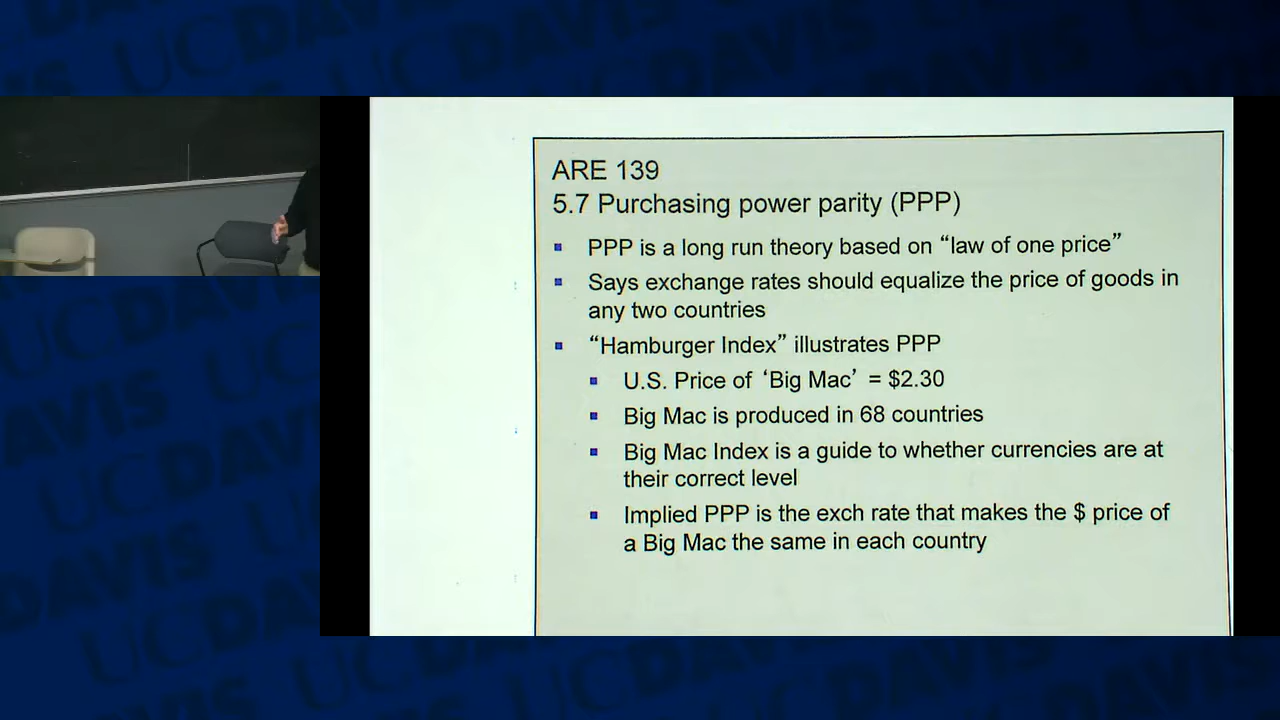 ARE 139
5.7 Purchasing power parity (PPP)
▪ PPP is a long run theory based on “law of one price”
▪ Says exchange rates should equalize the price of goods in
any two countries
▪ “Hamburger Index” illustrates PPP
▪ U.S. Price of ‘Big Mac’ = $2.30
▪ Big Mac is produced in 68 countries
▪ Big Mac Index is a guide to whether currencies are at
their correct level
▪ Implied PPP is the exch rate that makes the $ price of
a Big Mac the same in each country
UCDAVIS